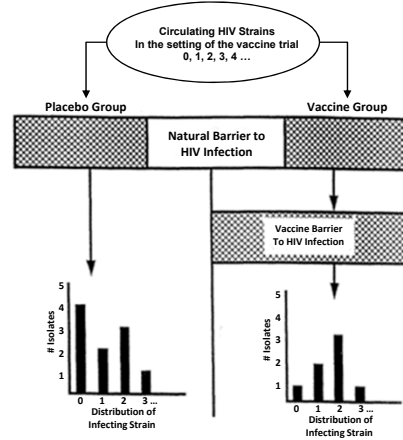 Circulating HIV Strains
In the setting of the vaccine trial
0, 1, 2, 3, 4 ...
Placebo Group
Vaccine Group
Natural Barrier to
HIV Infection
Vaccine Barrier
To HIV Infection
5
4
3
2
1
# Isolates
0 1 2 3 ...
Distribution of
Infecting Strain
5
4
3
2
1
# Isolates
0 1 2 3 ...
Distribution of
Infecting Strain